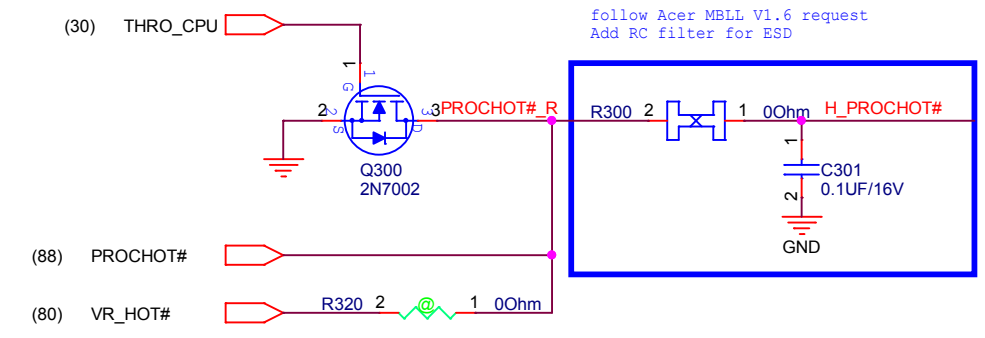 follow Acer MBLL V1.6 request
Add RC filter for ESD
(30) THRO_CPU
1
1
G
2 2 S
3 D 3 PROCHOT#_R
R300 2 1 0Ohm H_PROCHOT#
Q300
2N7002
1
C301
0.1UF/16V
2
GND
(88) PROCHOT#
(80) VR_HOT#
R320 2 @ 1 0Ohm